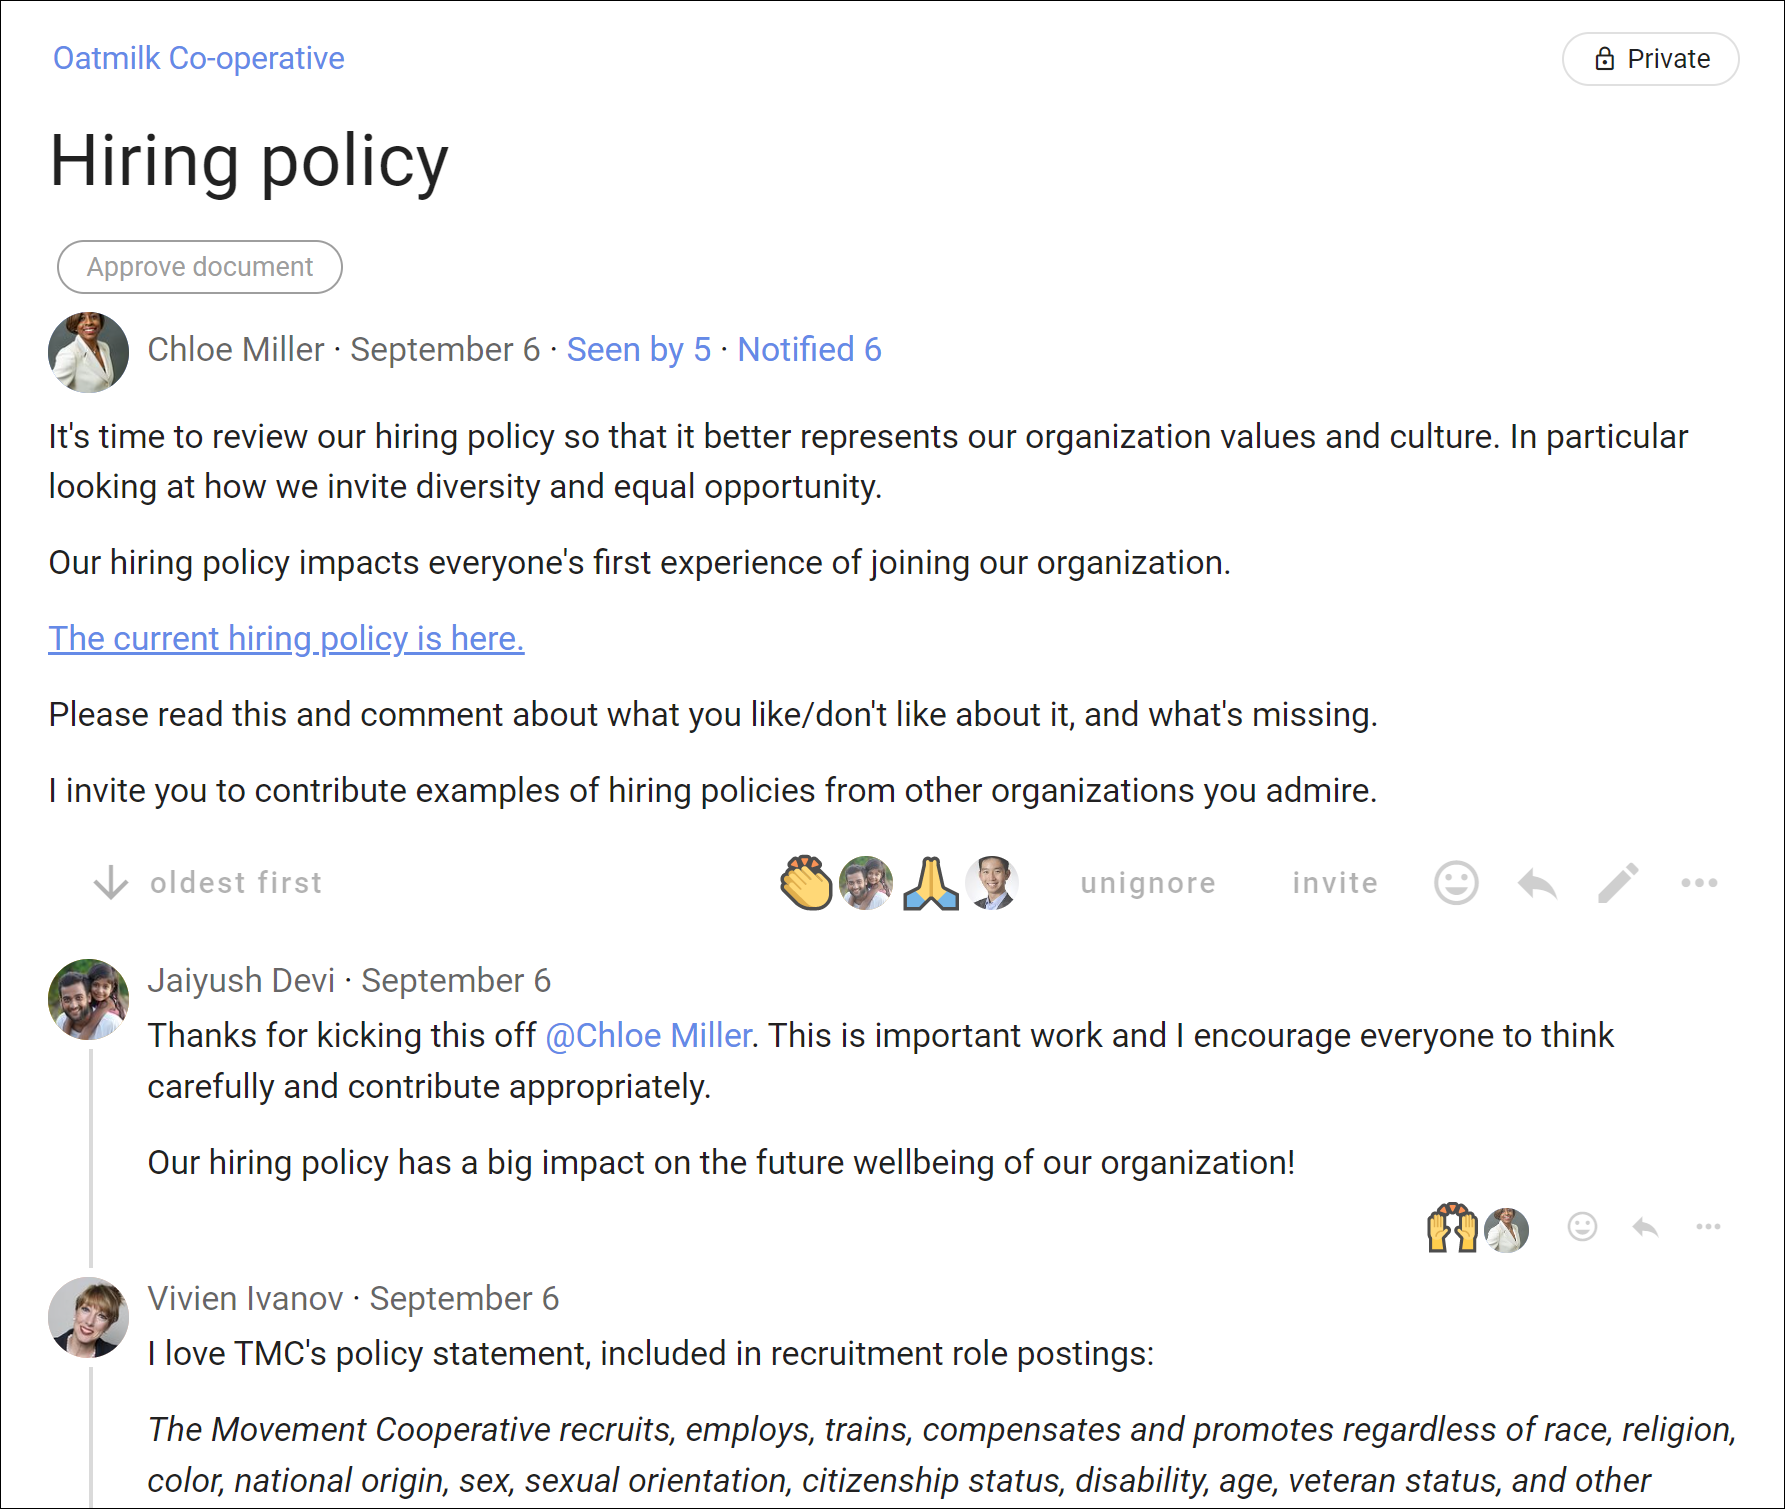 Oatmilk Co-operative
Private
Hiring policy
Approve document
Chloe Miller · September 6 · Seen by 5 · Notified 6
It's time to review our hiring policy so that it better represents our organization values and culture. In particular
looking at how we invite diversity and equal opportunity.
Our hiring policy impacts everyone's first experience of joining our organization.
The current hiring policy is here.
Please read this and comment about what you like/don't like about it, and what's missing.
I invite you to contribute examples of hiring policies from other organizations you admire.
oldest first
unignore
invite
Jaiyush Devi · September 6
Thanks for kicking this off @Chloe Miller. This is important work and I encourage everyone to think
carefully and contribute appropriately.
Our hiring policy has a big impact on the future wellbeing of our organization!
Vivien Ivanov · September 6
I love TMC's policy statement, included in recruitment role postings:
The Movement Cooperative recruits, employs, trains, compensates and promotes regardless of race, religion,
color, national origin, sex, sexual orientation, citizenship status, disability, age, veteran status, and other